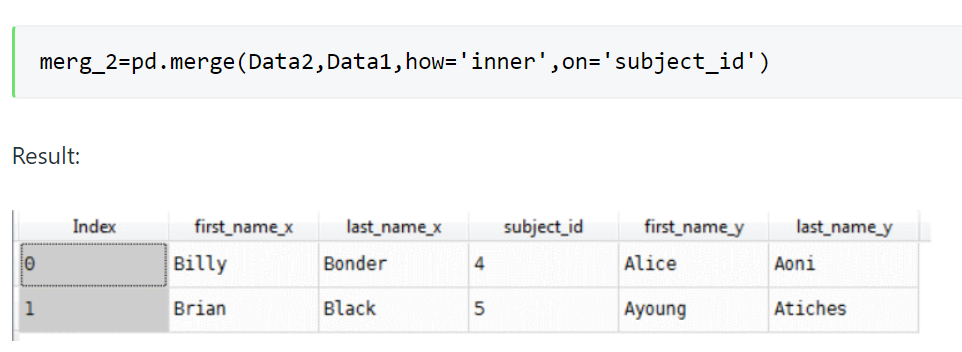 merg_2=pd.merge(Data2,Data1,how='inner',on='subject_id')
Result:
Index first_name_x last_name_x subject_id first_name_y last_name_y
0 Billy Bonder 4 Alice Aoni
1 Brian Black 5 Ayoung Atiches